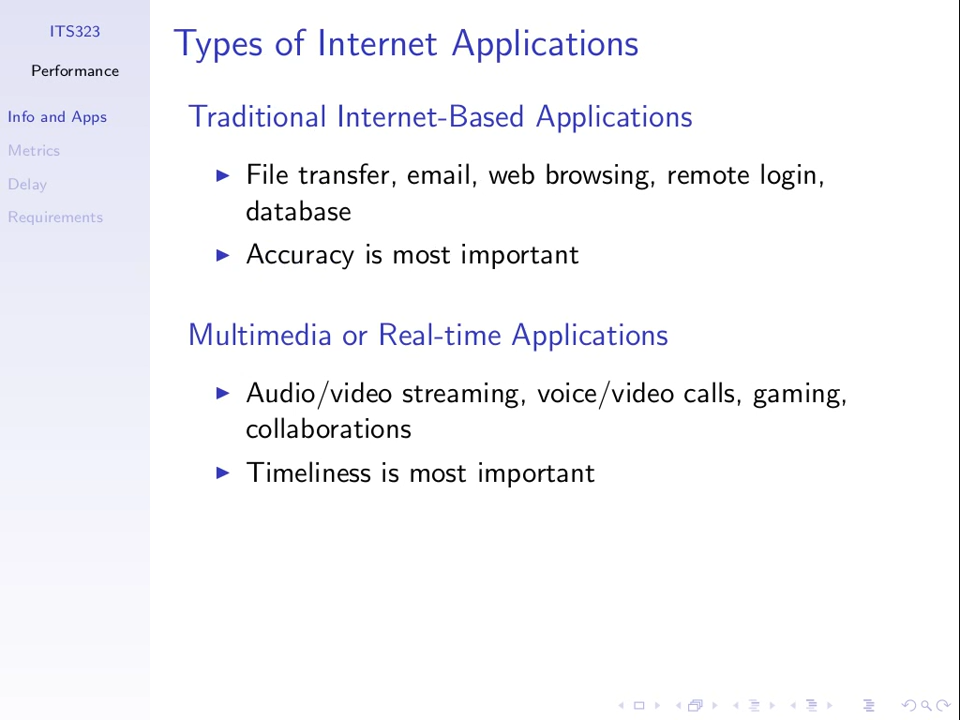 ITS323
Performance
Info and Apps
Metrics
Delay
Requirements
Types of Internet Applications
Traditional Internet-Based Applications
File transfer, email, web browsing, remote login,
database
Accuracy is most important
Multimedia or Real-time Applications
Audio/video streaming, voice/video calls, gaming,
collaborations
Timeliness is most important